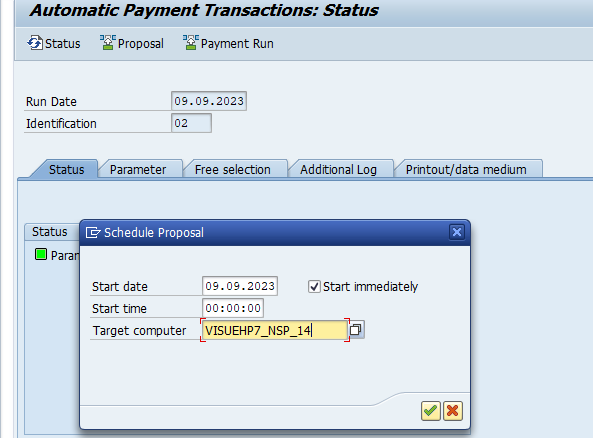 Automatic Payment Transactions: Status
Status Proposal Payment Run
Run Date 09.09.2023
Identification 02
Status Parameter Free selection Additional Log Printout/data medium
Status
Schedule Proposal
Param
Start date 09.09.2023 Start immediately
Start time 00:00:00
Target computer VISUEHP7_NSP_14